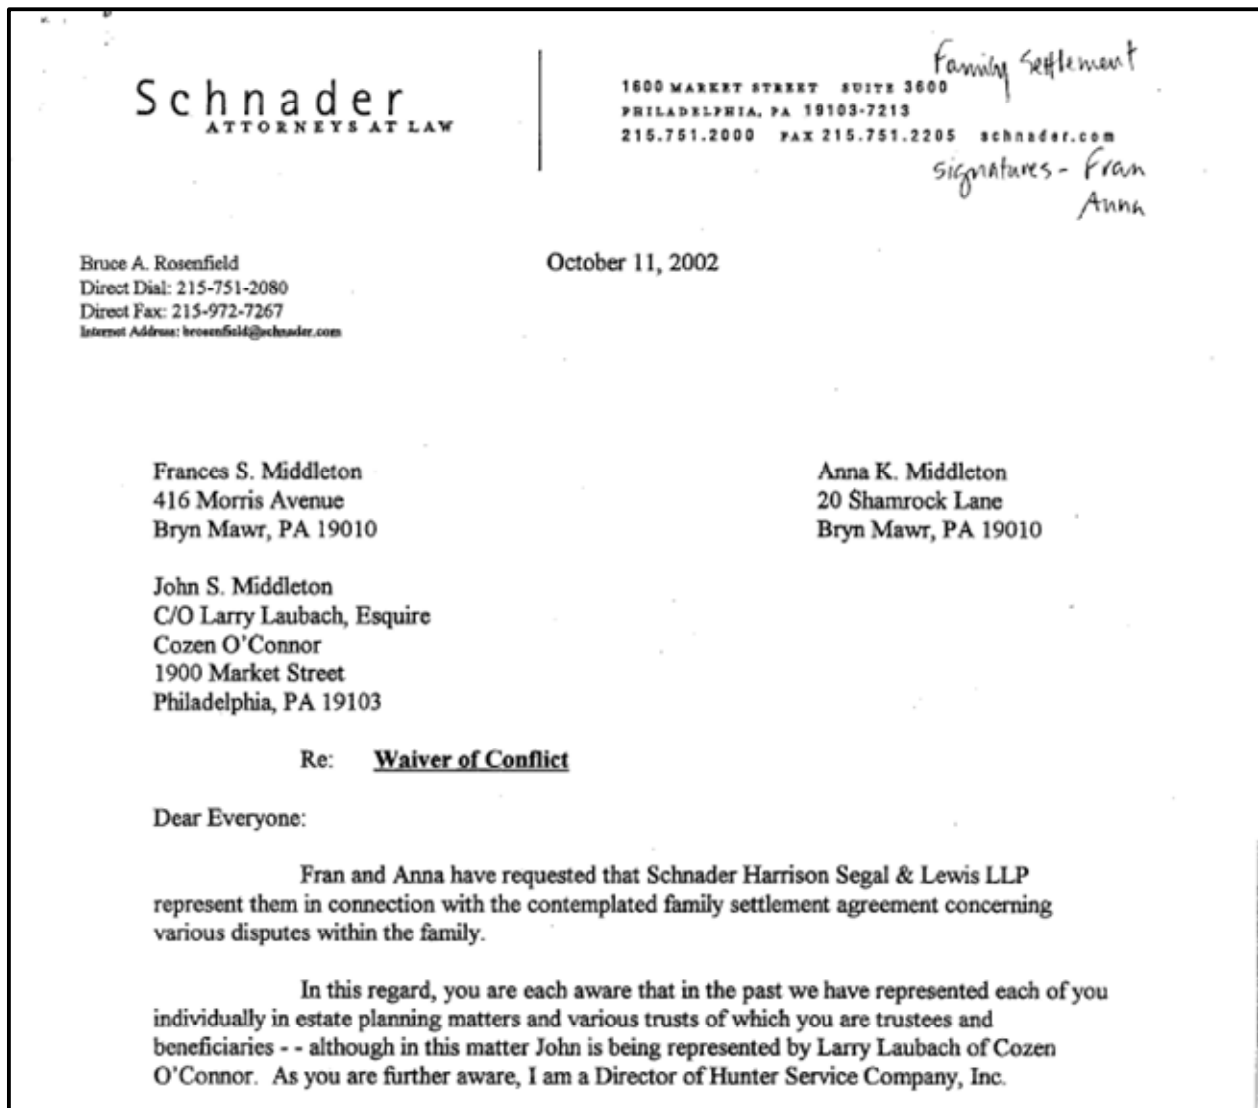 Family Settlement
Schnader
ATTORNEYS AT LAW
1600 MARKET STREET SUITE 3600
PHILADELPHIA, PA 19103-7213
215.751.2000 FAX 215.751.2205 schnader.com
Signatures - Fran
Anna
Bruce A. Rosenfield
Direct Dial: 215-751-2080
Direct Fax: 215-972-7267
Internet Address: brosenfield@schnader.com
October 11, 2002
Frances S. Middleton
416 Morris Avenue
Bryn Mawr, PA 19010
Anna K. Middleton
20 Shamrock Lane
Bryn Mawr, PA 19010
John S. Middleton
C/O Larry Laubach, Esquire
Cozen O'Connor
1900 Market Street
Philadelphia, PA 19103
Re: Waiver of Conflict
Dear Everyone:
Fran and Anna have requested that Schnader Harrison Segal & Lewis LLP
represent them in connection with the contemplated family settlement agreement concerning
various disputes within the family.
In this regard, you are each aware that in the past we have represented each of you
individually in estate planning matters and various trusts of which you are trustees and
beneficiaries - - although in this matter John is being represented by Larry Laubach of Cozen
O'Connor. As you are further aware, I am a Director of Hunter Service Company, Inc.